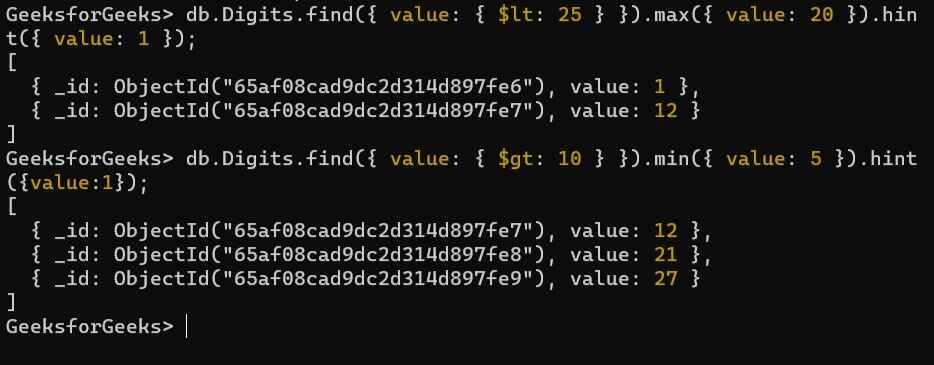 GeeksforGeeks> db.Digits.find({ value: { $lt: 25 } }).max({ value: 20 }).hin
t({ value: 1 });
[
  { _id: ObjectId("65af08cad9dc2d314d897fe6"), value: 1 },
  { _id: ObjectId("65af08cad9dc2d314d897fe7"), value: 12 }
]
GeeksforGeeks> db.Digits.find({ value: { $gt: 10 } }).min({ value: 5 }).hint
({value:1});
[
  { _id: ObjectId("65af08cad9dc2d314d897fe7"), value: 12 },
  { _id: ObjectId("65af08cad9dc2d314d897fe8"), value: 21 },
  { _id: ObjectId("65af08cad9dc2d314d897fe9"), value: 27 }
]
GeeksforGeeks>